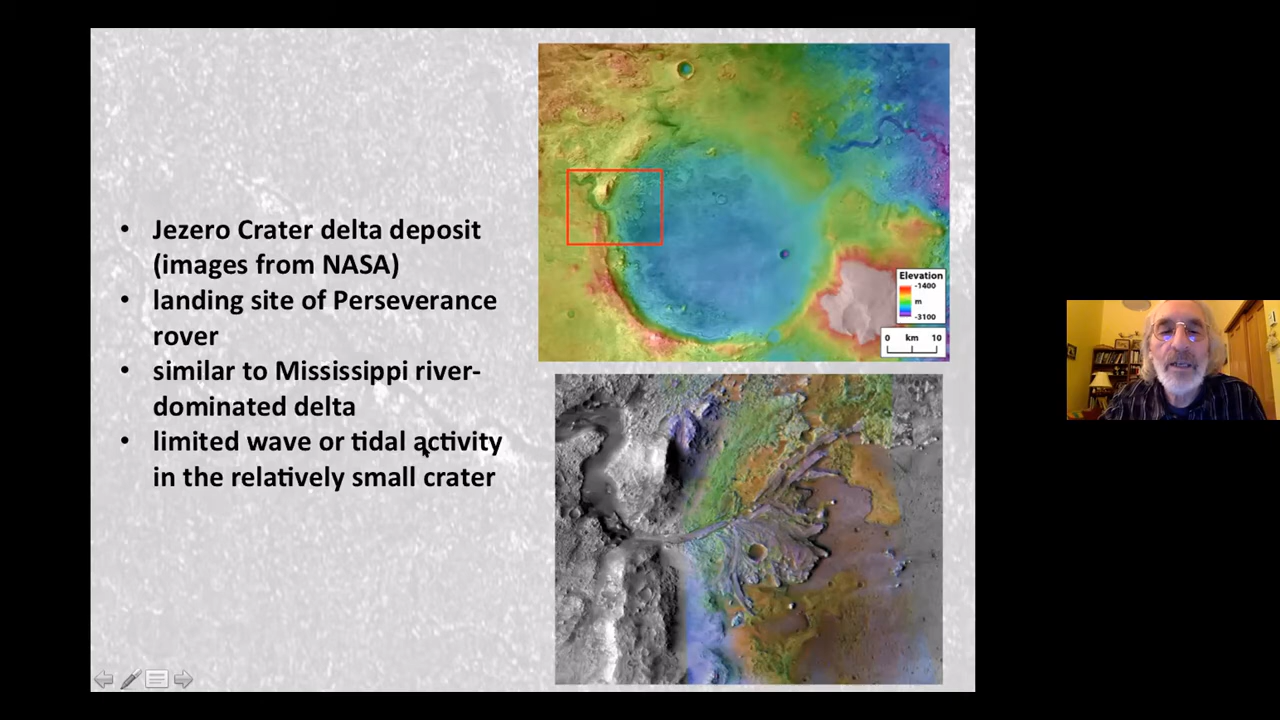 • Jezero Crater delta deposit
(images from NASA)
• landing site of Perseverance
rover
• similar to Mississippi river-
dominated delta
• limited wave or tidal activity
in the relatively small crater
Elevation
-1400
m
-3100
0 km 10